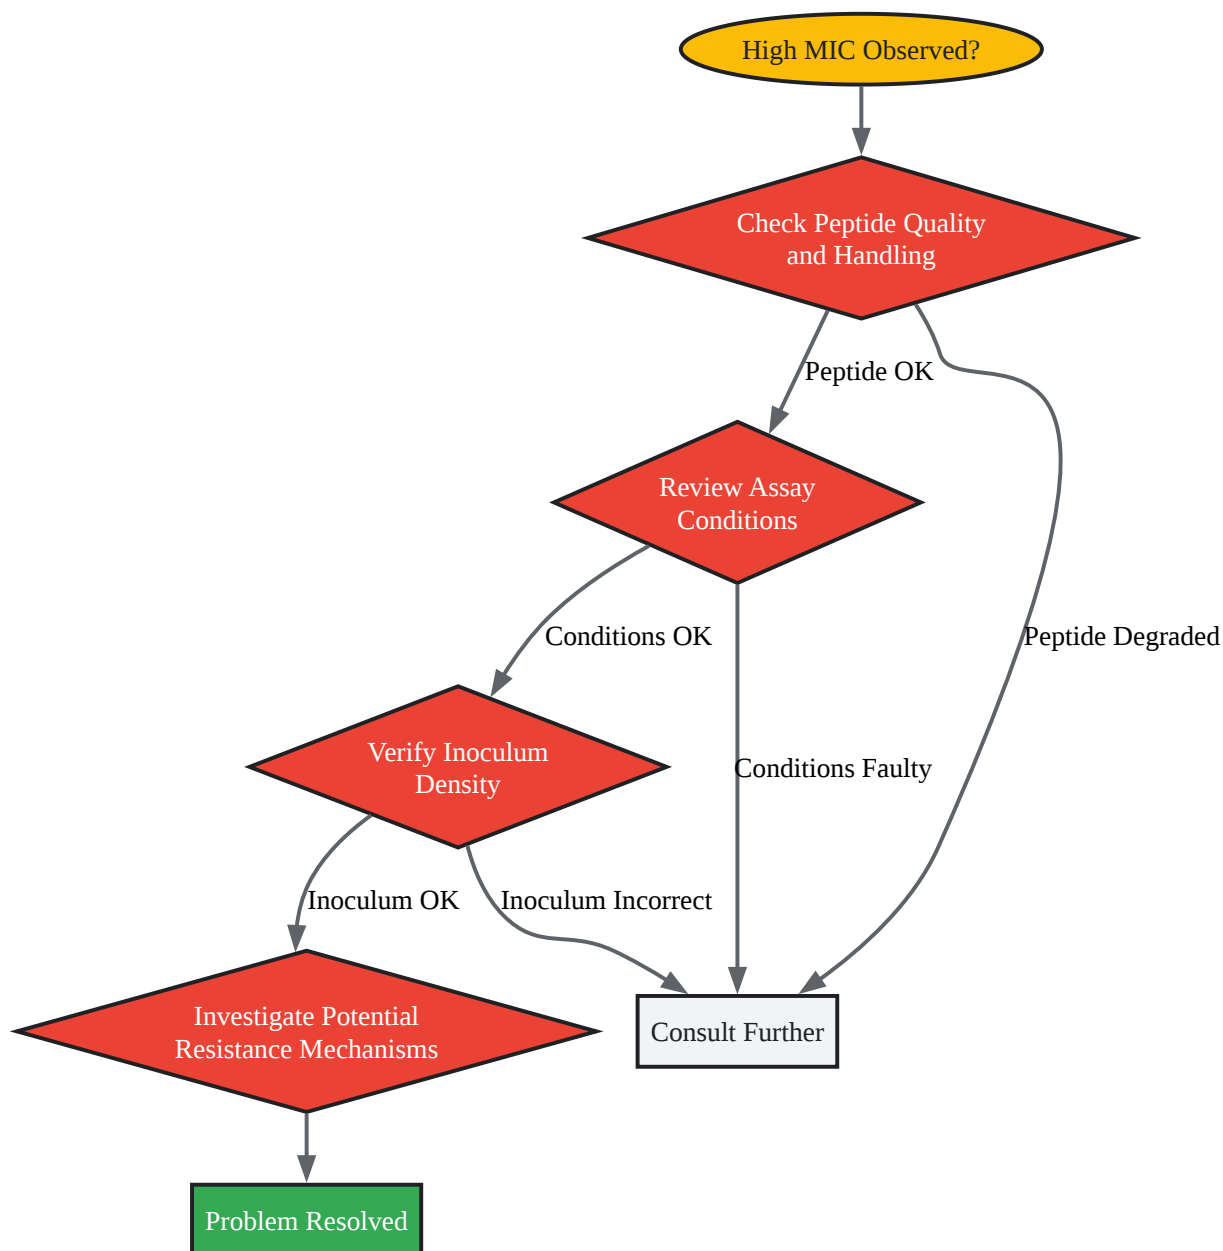 High MIC Observed?
Check Peptide Quality
and Handling
Peptide OK
Review Assay
Conditions
Conditions OK
Peptide Degraded
Verify Inoculum
Density
Conditions Faulty
Inoculum OK
Inoculum Incorrect
Investigate Potential
Resistance Mechanisms
Consult Further
Problem Resolved